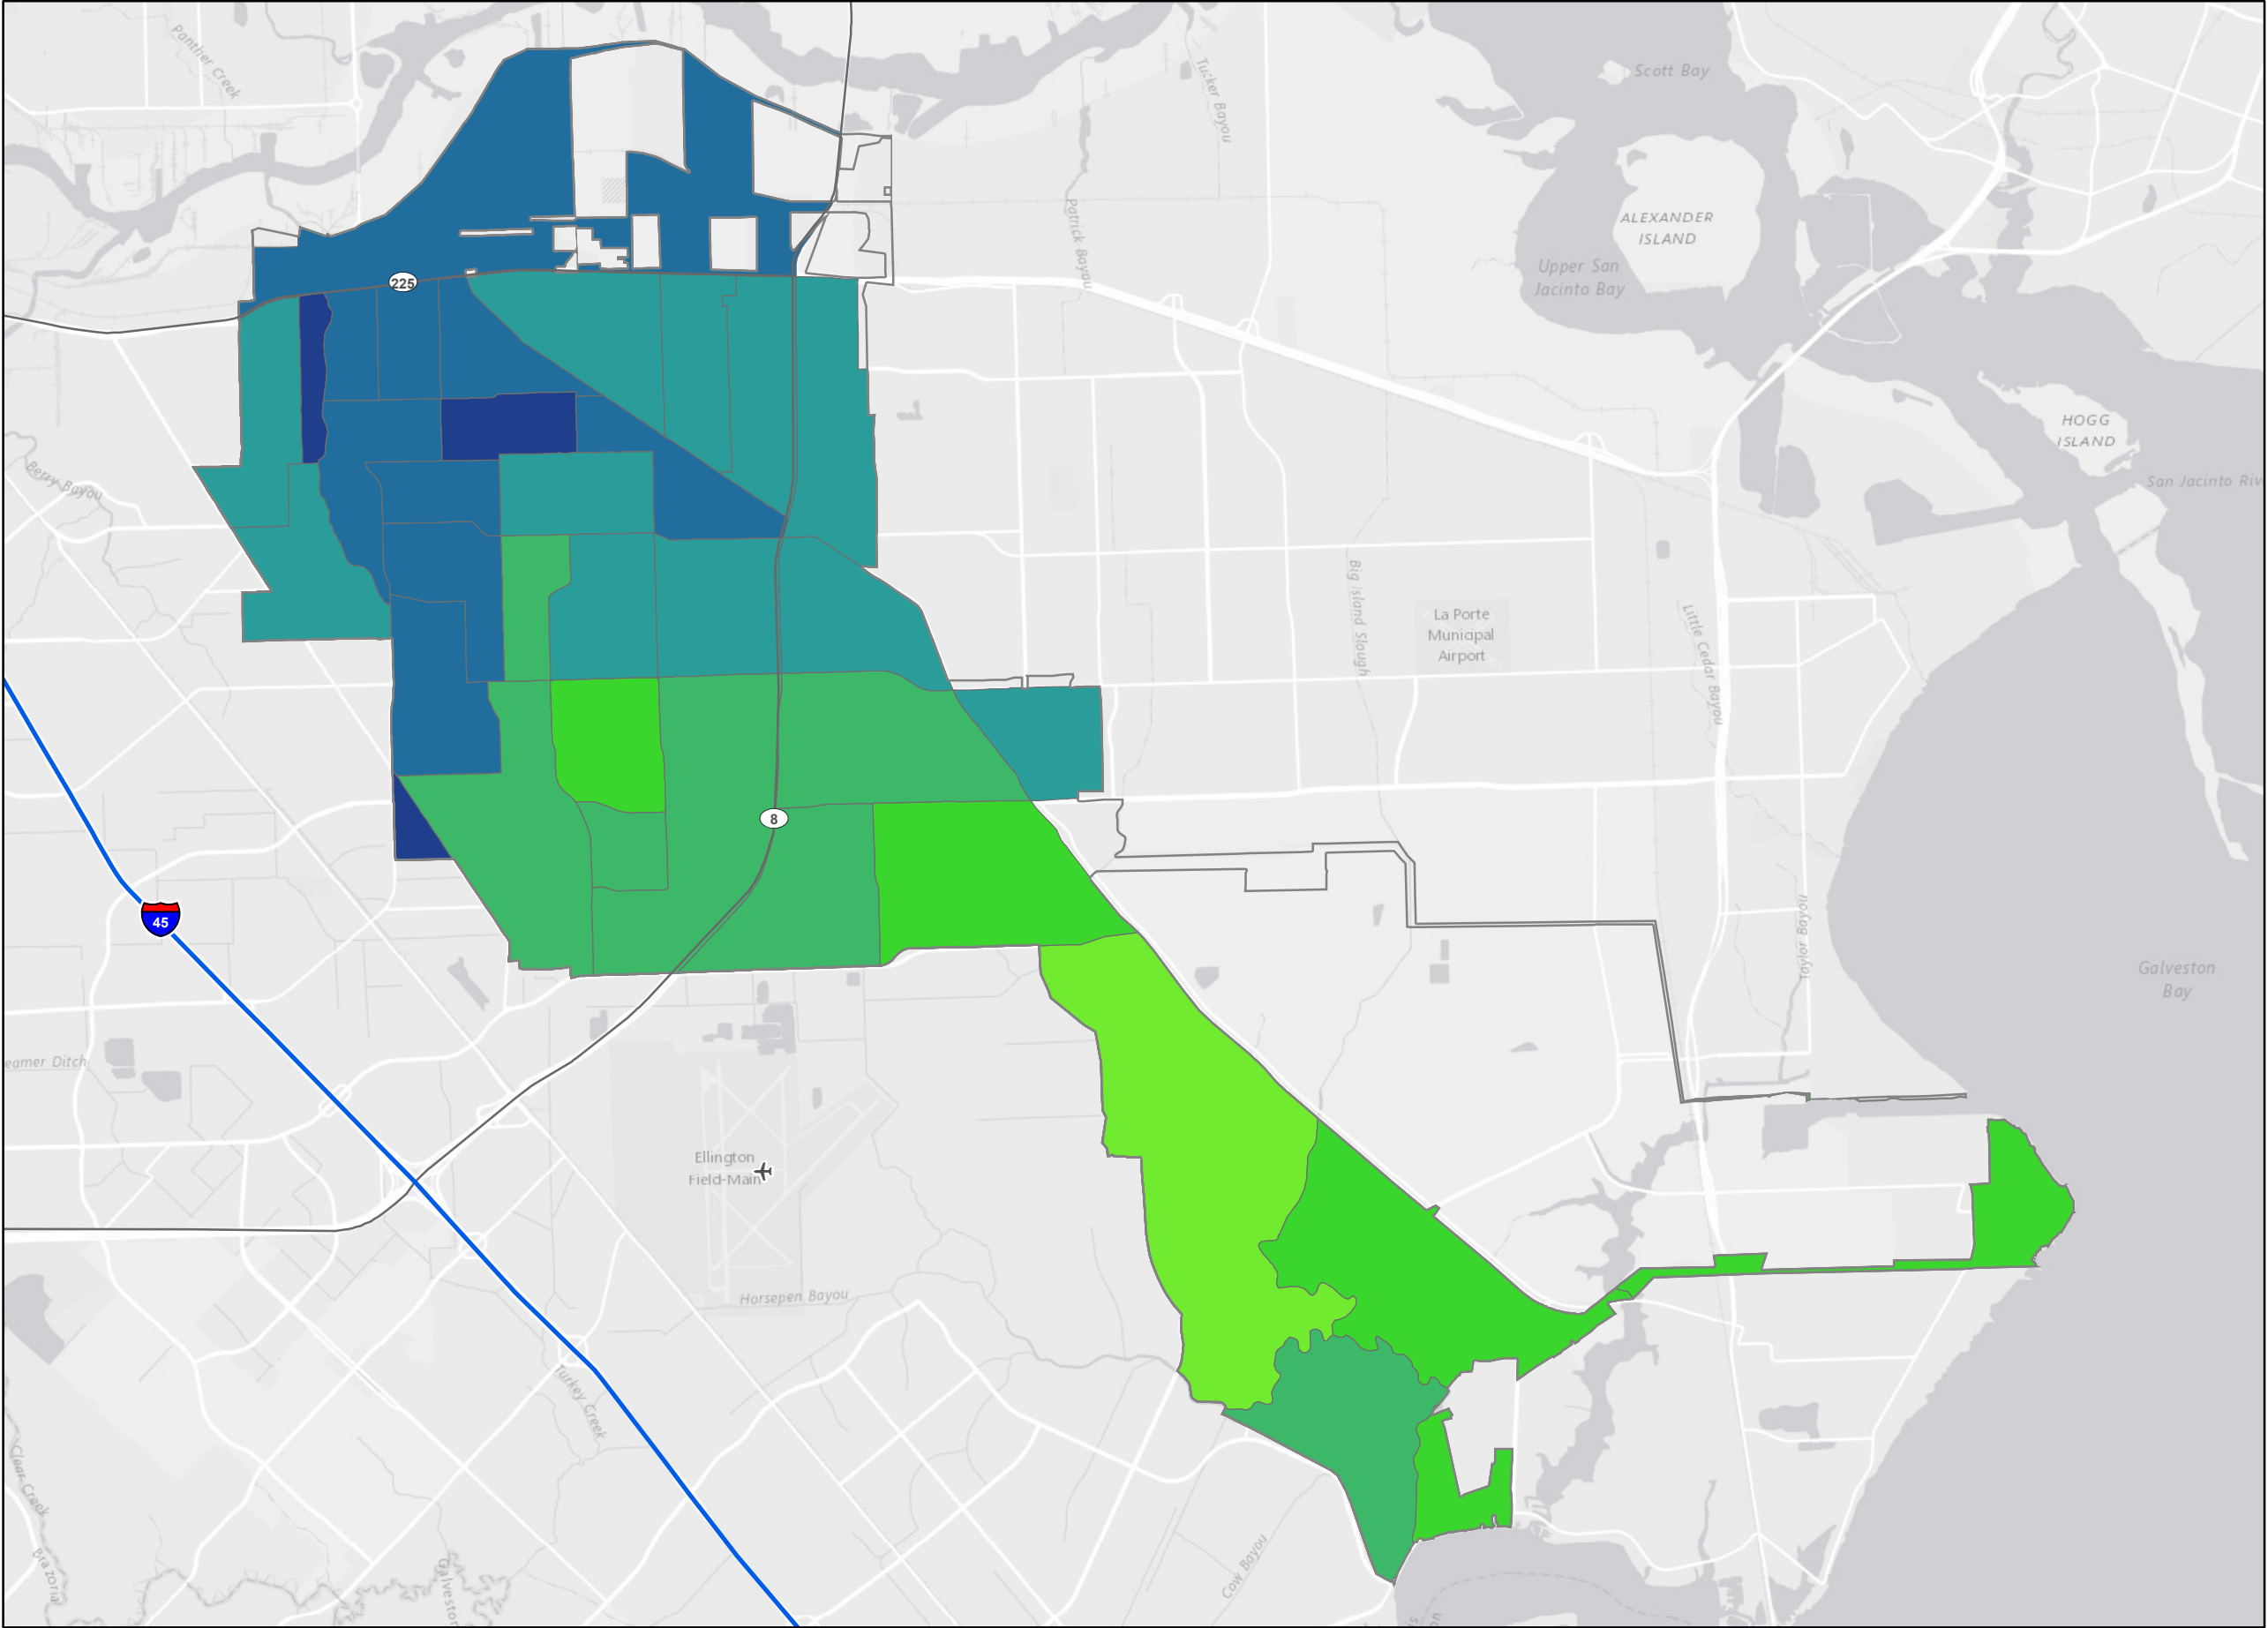 Panther Creek
Tucker Bayou
Scott Bay
Patrick Bayou
ALEXANDER
ISLAND
Upper San
Jacinto Bay
225
HOGG
ISLAND
Berry Bayou
San Jacinto Riv
Big Island Slough
La Porte
Municipal
Airport
Little Cedar Bayou
8
45
Taylor Bayou
Galveston
Bay
eamer Ditch
Ellington
Field-Main
Horsepen Bayou
Turkey Creek
Clear Creek
Brazoria
Galveston
Cow Bayou